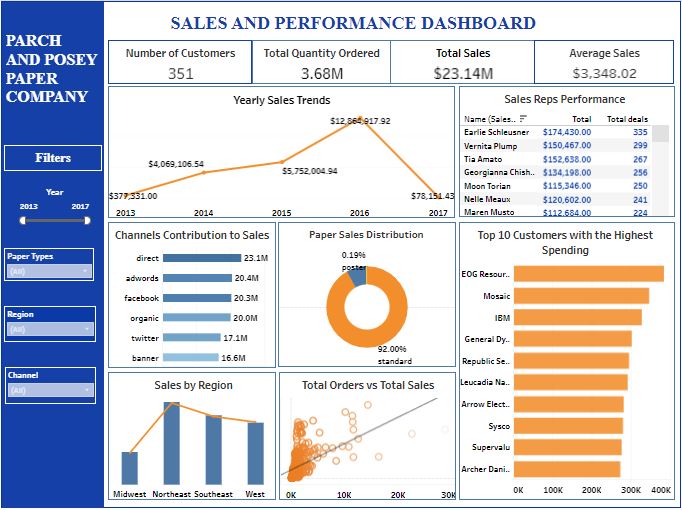 SALES AND PERFORMANCE DASHBOARD
PARCH
AND POSEY
PAPER
COMPANY
Filters
Year
2013 2017
Paper Types
(All)
Region
(All)
Channel
(All)
Number of Customers
351
Total Quantity Ordered
3.68M
Total Sales
$23.14M
Average Sales
$3,348.02
Yearly Sales Trends
$12,864,917.92
$4,069,106.54
$5,752,004.94
$377,331.00
$78,151.43
2013 2014 2015 2016 2017
Sales Reps Performance
Name (Sales.. Total Total deals
Earlie Schleusner $174,430.00 335
Vernita Plump $150,467.00 299
Tia Amato $152,638.00 267
Georgianna Chish.. $134,198.00 256
Moon Torian $115,346.00 250
Nelle Meaux $120,602.00 241
Maren Musto $112,684.00 224
Channels Contribution to Sales
direct 23.1M
adwords 20.4M
facebook 20.3M
organic 20.0M
twitter 17.1M
banner 16.6M
Paper Sales Distribution
0.19%
poster
92.00%
standard
Top 10 Customers with the Highest
Spending
EOG Resour..
Mosaic
IBM
General Dy..
Republic Se..
Leucadia Na..
Arrow Elect..
Sysco
Supervalu
Archer Dani..
0K 100K 200K 300K 400K
Sales by Region
Midwest Northeast Southeast West
Total Orders vs Total Sales
0K 10K 20K 30K